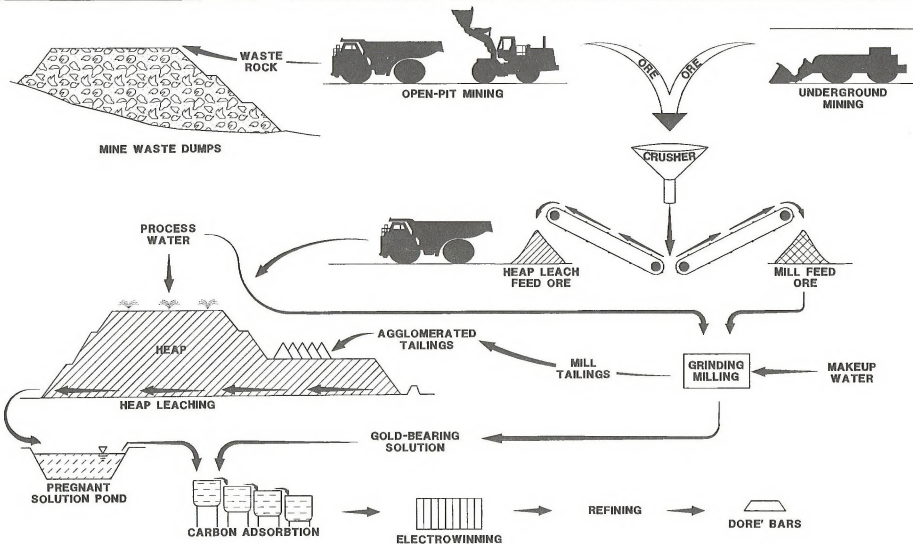 WASTE
ROCK
OPEN-PIT MINING
ORE
ORE
UNDERGROUND
MINING
MINE WASTE DUMPS
CRUSHER
PROCESS
WATER
HEAP LEACH
FEED ORE
MILL FEED
ORE
HEAP
AGGLOMERATED
TAILINGS
MILL
TAILINGS
GRINDING
MILLING
MAKEUP
WATER
HEAP LEACHING
GOLD-BEARING
SOLUTION
PREGNANT
SOLUTION POND
CARBON ADSORBTION
ELECTROWINNING
REFINING
DORE' BARS